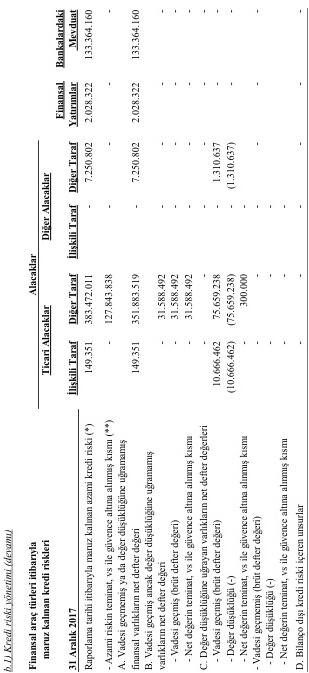 b.1) Kredi riski yönetimi (devamı)
Finansal araç türleri itibarıyla
maruz kalınan kredi riskleri
Alacaklar
Ticari Alacaklar Diğer Alacaklar
Finansal Bankalardaki
31 Aralık 2017 İlişkili Taraf Diğer Taraf İlişkili Taraf Diğer Taraf Yatırımlar Mevduat
Raporlama tarihi itibarıyla maruz kalınan azami kredi riski (*) 149.351 383.472.011 - 7.250.802 2.028.322 133.364.160
- Azami riskin teminat, vs ile güvence altına alınmış kısmı (**) - 127.843.838 - - - -
A. Vadesi geçmemiş ya da değer düşüklüğüne uğramamış
finansal varlıkların net defter değeri 149.351 351.883.519 - 7.250.802 2.028.322 133.364.160
B. Vadesi geçmiş ancak değer düşüklüğüne uğramamış
varlıkların net defter değeri - 31.588.492 - - - -
- Vadesi geçmiş (brüt defter değeri) - 31.588.492 - - - -
- Net değerin teminat, vs ile güvence altına alınmış kısmı - 31.588.492 - - - -
C. Değer düşüklüğüne uğrayan varlıkların net defter değerleri - - - - - -
- Vadesi geçmiş (brüt defter değeri) 10.666.462 75.659.238 - 1.310.637 - -
- Değer düşüklüğü (-) (10.666.462) (75.659.238) - (1.310.637) - -
- Net değerin teminat, vs ile güvence altına alınmış kısmı - 300.000 - - - -
- Vadesi geçmemiş (brüt defter değeri) - - - - - -
- Değer düşüklüğü (-) - - - - - -
- Net değerin teminat, vs ile güvence altına alınmış kısmı - - - - - -
D. Bilanço dışı kredi riski içeren unsurlar - - - - - -